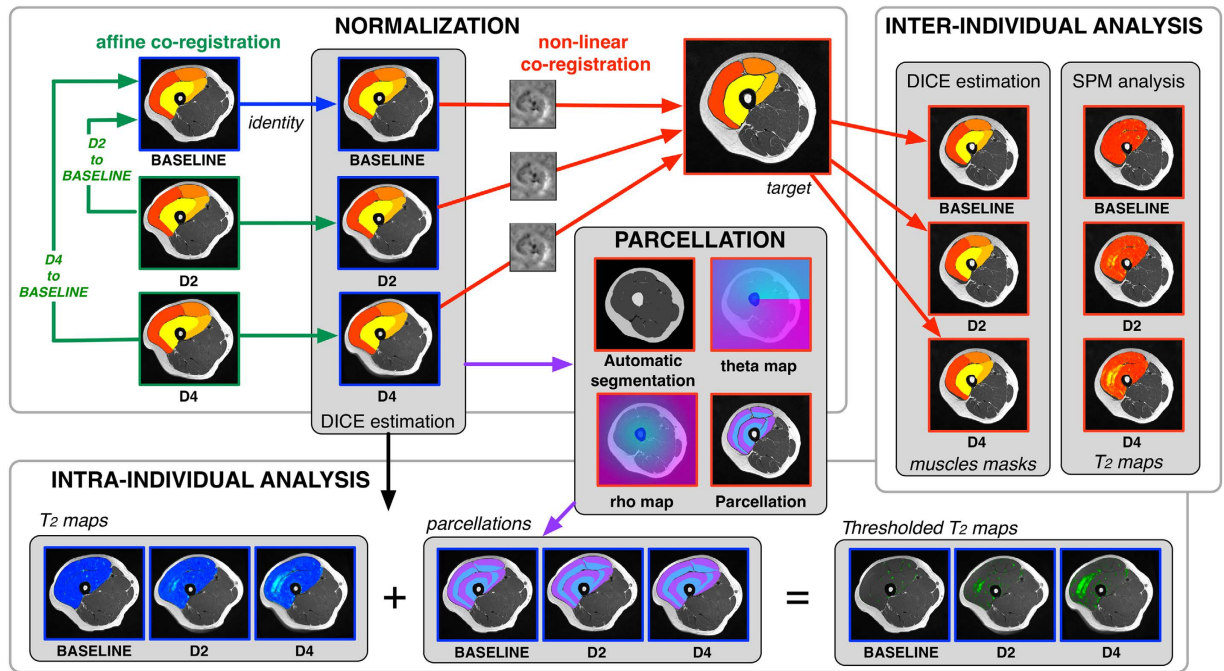 NORMALIZATION
affine co-registration
non-linear
co-registration
identity
BASELINE
BASELINE
D2
to
BASELINE
D2
D2
D4
to
BASELINE
D4
D4
DICE estimation
target
PARCELLATION
Automatic
segmentation
theta map
rho map
Parcellation
INTER-INDIVIDUAL ANALYSIS
DICE estimation
SPM analysis
BASELINE
BASELINE
D2
D2
D4
D4
muscles masks
T2 maps
INTRA-INDIVIDUAL ANALYSIS
T2 maps
BASELINE
D2
D4
+
parcellations
BASELINE
D2
D4
=
Thresholded T2 maps
BASELINE
D2
D4